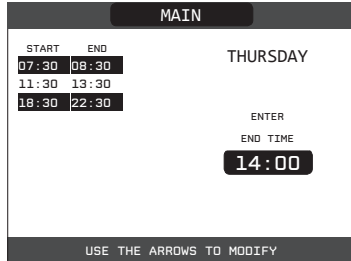 MAIN
START END
THURSDAY
07:30 08:30
11:30 13:30
18:30 22:30
ENTER
END TIME
14:00
USE THE ARROWS TO MODIFY